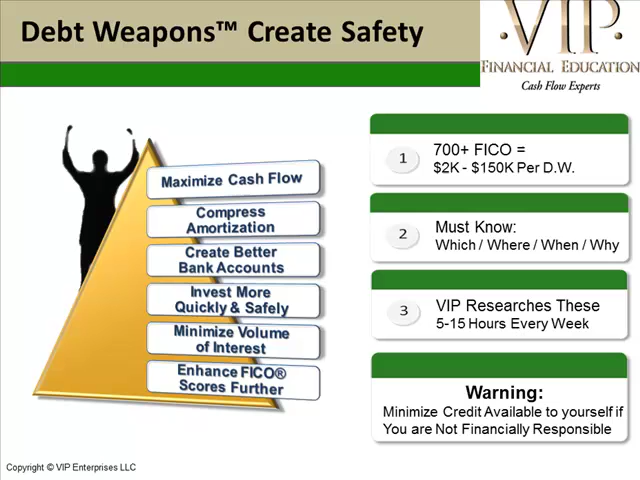 Debt Weapons™ Create Safety
VIP
Financial Education
Cash Flow Experts
Maximize Cash Flow
Compress
Amortization
Create Better
Bank Accounts
Invest More
Quickly & Safely
Minimize Volume
of Interest
Enhance FICO®
Scores Further
1
700+ FICO =
$2K - $150K Per D.W.
2
Must Know:
Which / Where / When / Why
3
VIP Researches These
5-15 Hours Every Week
Warning:
Minimize Credit Available to yourself if
You are Not Financially Responsible
Copyright © VIP Enterprises LLC